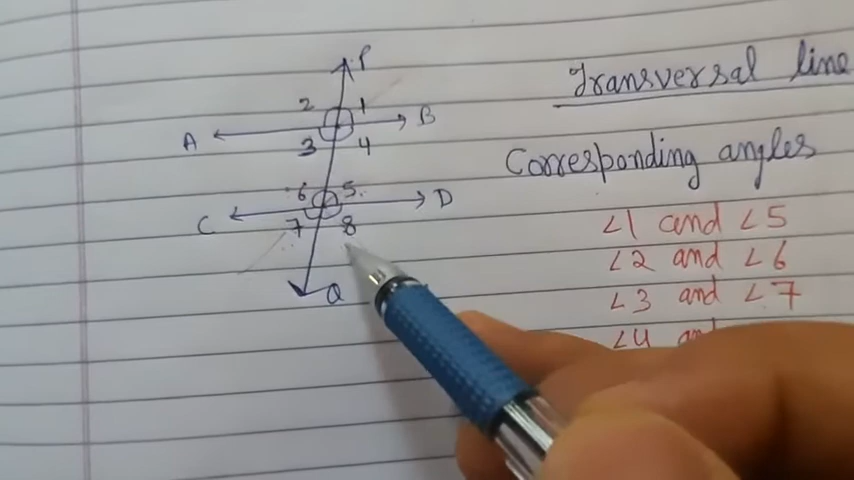 P
2 1
A B
3 4
6 5
C D
7 8
Q
Transversal line
Corresponding angles
∠1 and ∠5
∠2 and ∠6
∠3 and ∠7
∠4 and